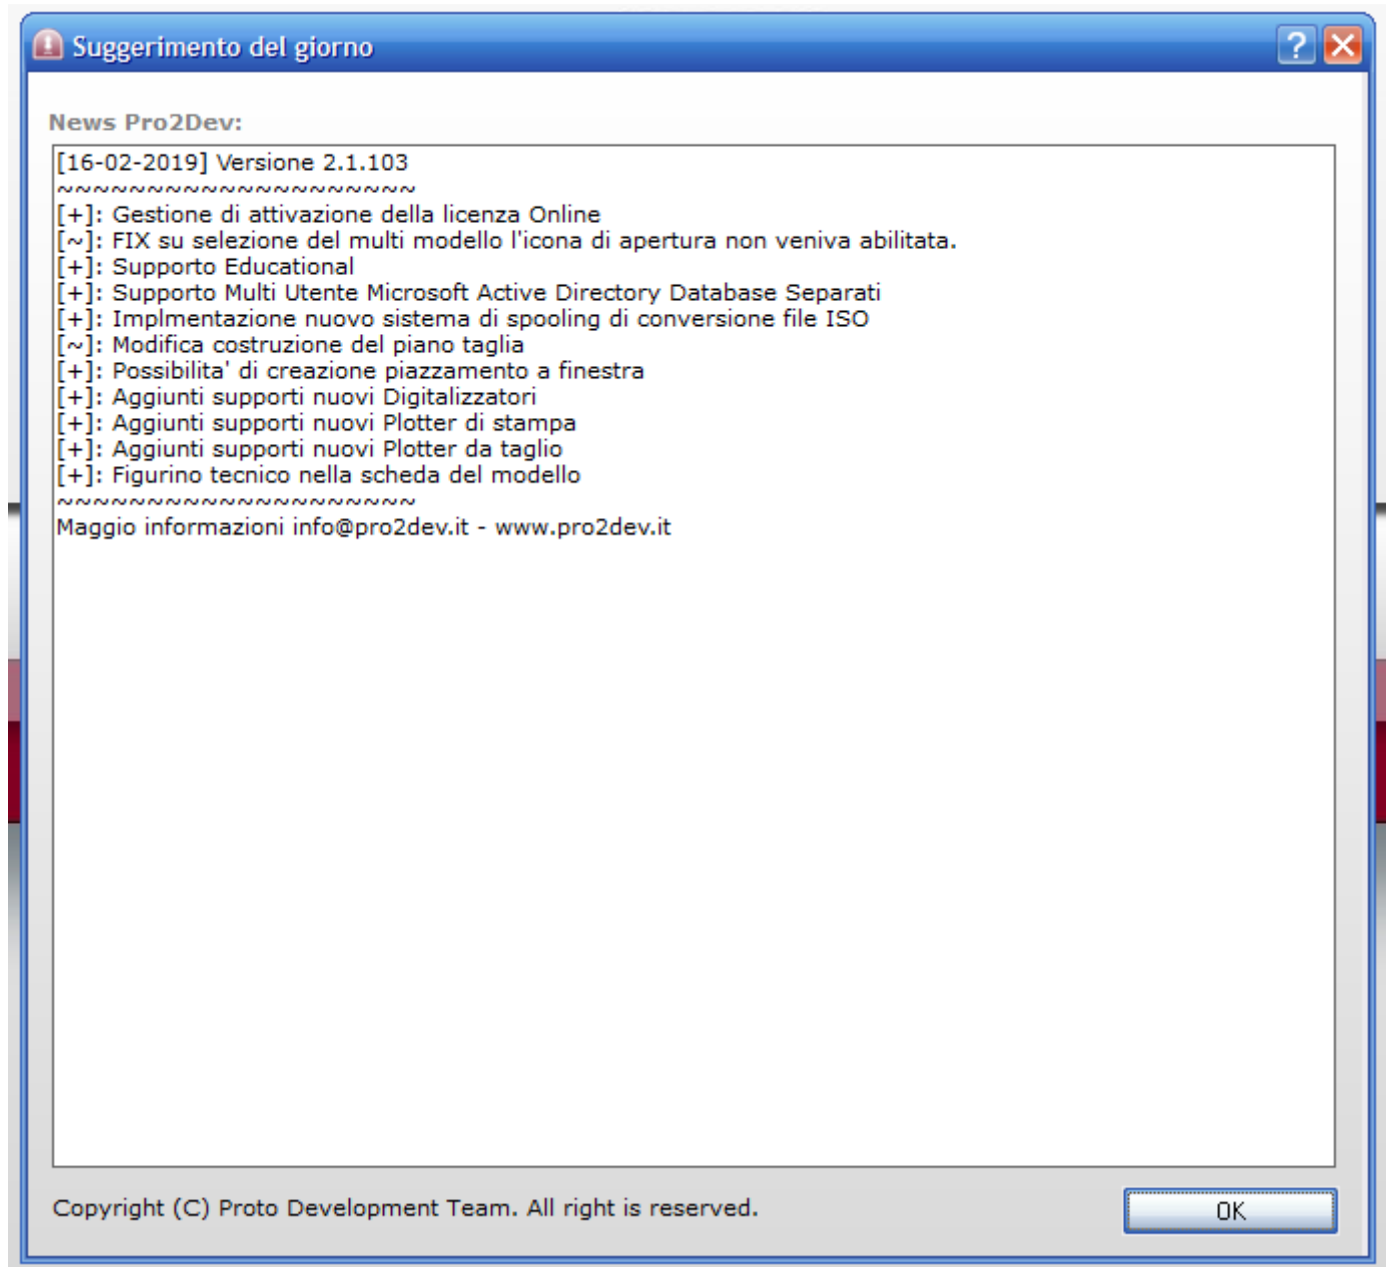 Suggerimento del giorno
News Pro2Dev:
[16-02-2019] Versione 2.1.103
~~~~~~~~~~~~~~~~~~~~
[+]: Gestione di attivazione della licenza Online
[~]: FIX su selezione del multi modello l'icona di apertura non veniva abilitata.
[+]: Supporto Educational
[+]: Supporto Multi Utente Microsoft Active Directory Database Separati
[+]: Implmentazione nuovo sistema di spooling di conversione file ISO
[~]: Modifica costruzione del piano taglia
[+]: Possibilita' di creazione piazzamento a finestra
[+]: Aggiunti supporti nuovi Digitalizzatori
[+]: Aggiunti supporti nuovi Plotter di stampa
[+]: Aggiunti supporti nuovi Plotter da taglio
[+]: Figurino tecnico nella scheda del modello
~~~~~~~~~~~~~~~~~~~~
Maggio informazioni info@pro2dev.it - www.pro2dev.it
Copyright (C) Proto Development Team. All right is reserved.
OK